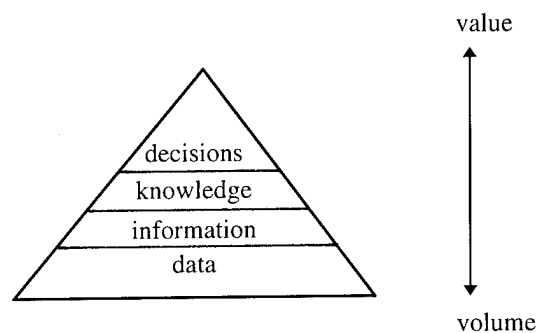 value
decisions
knowledge
information
data
volume